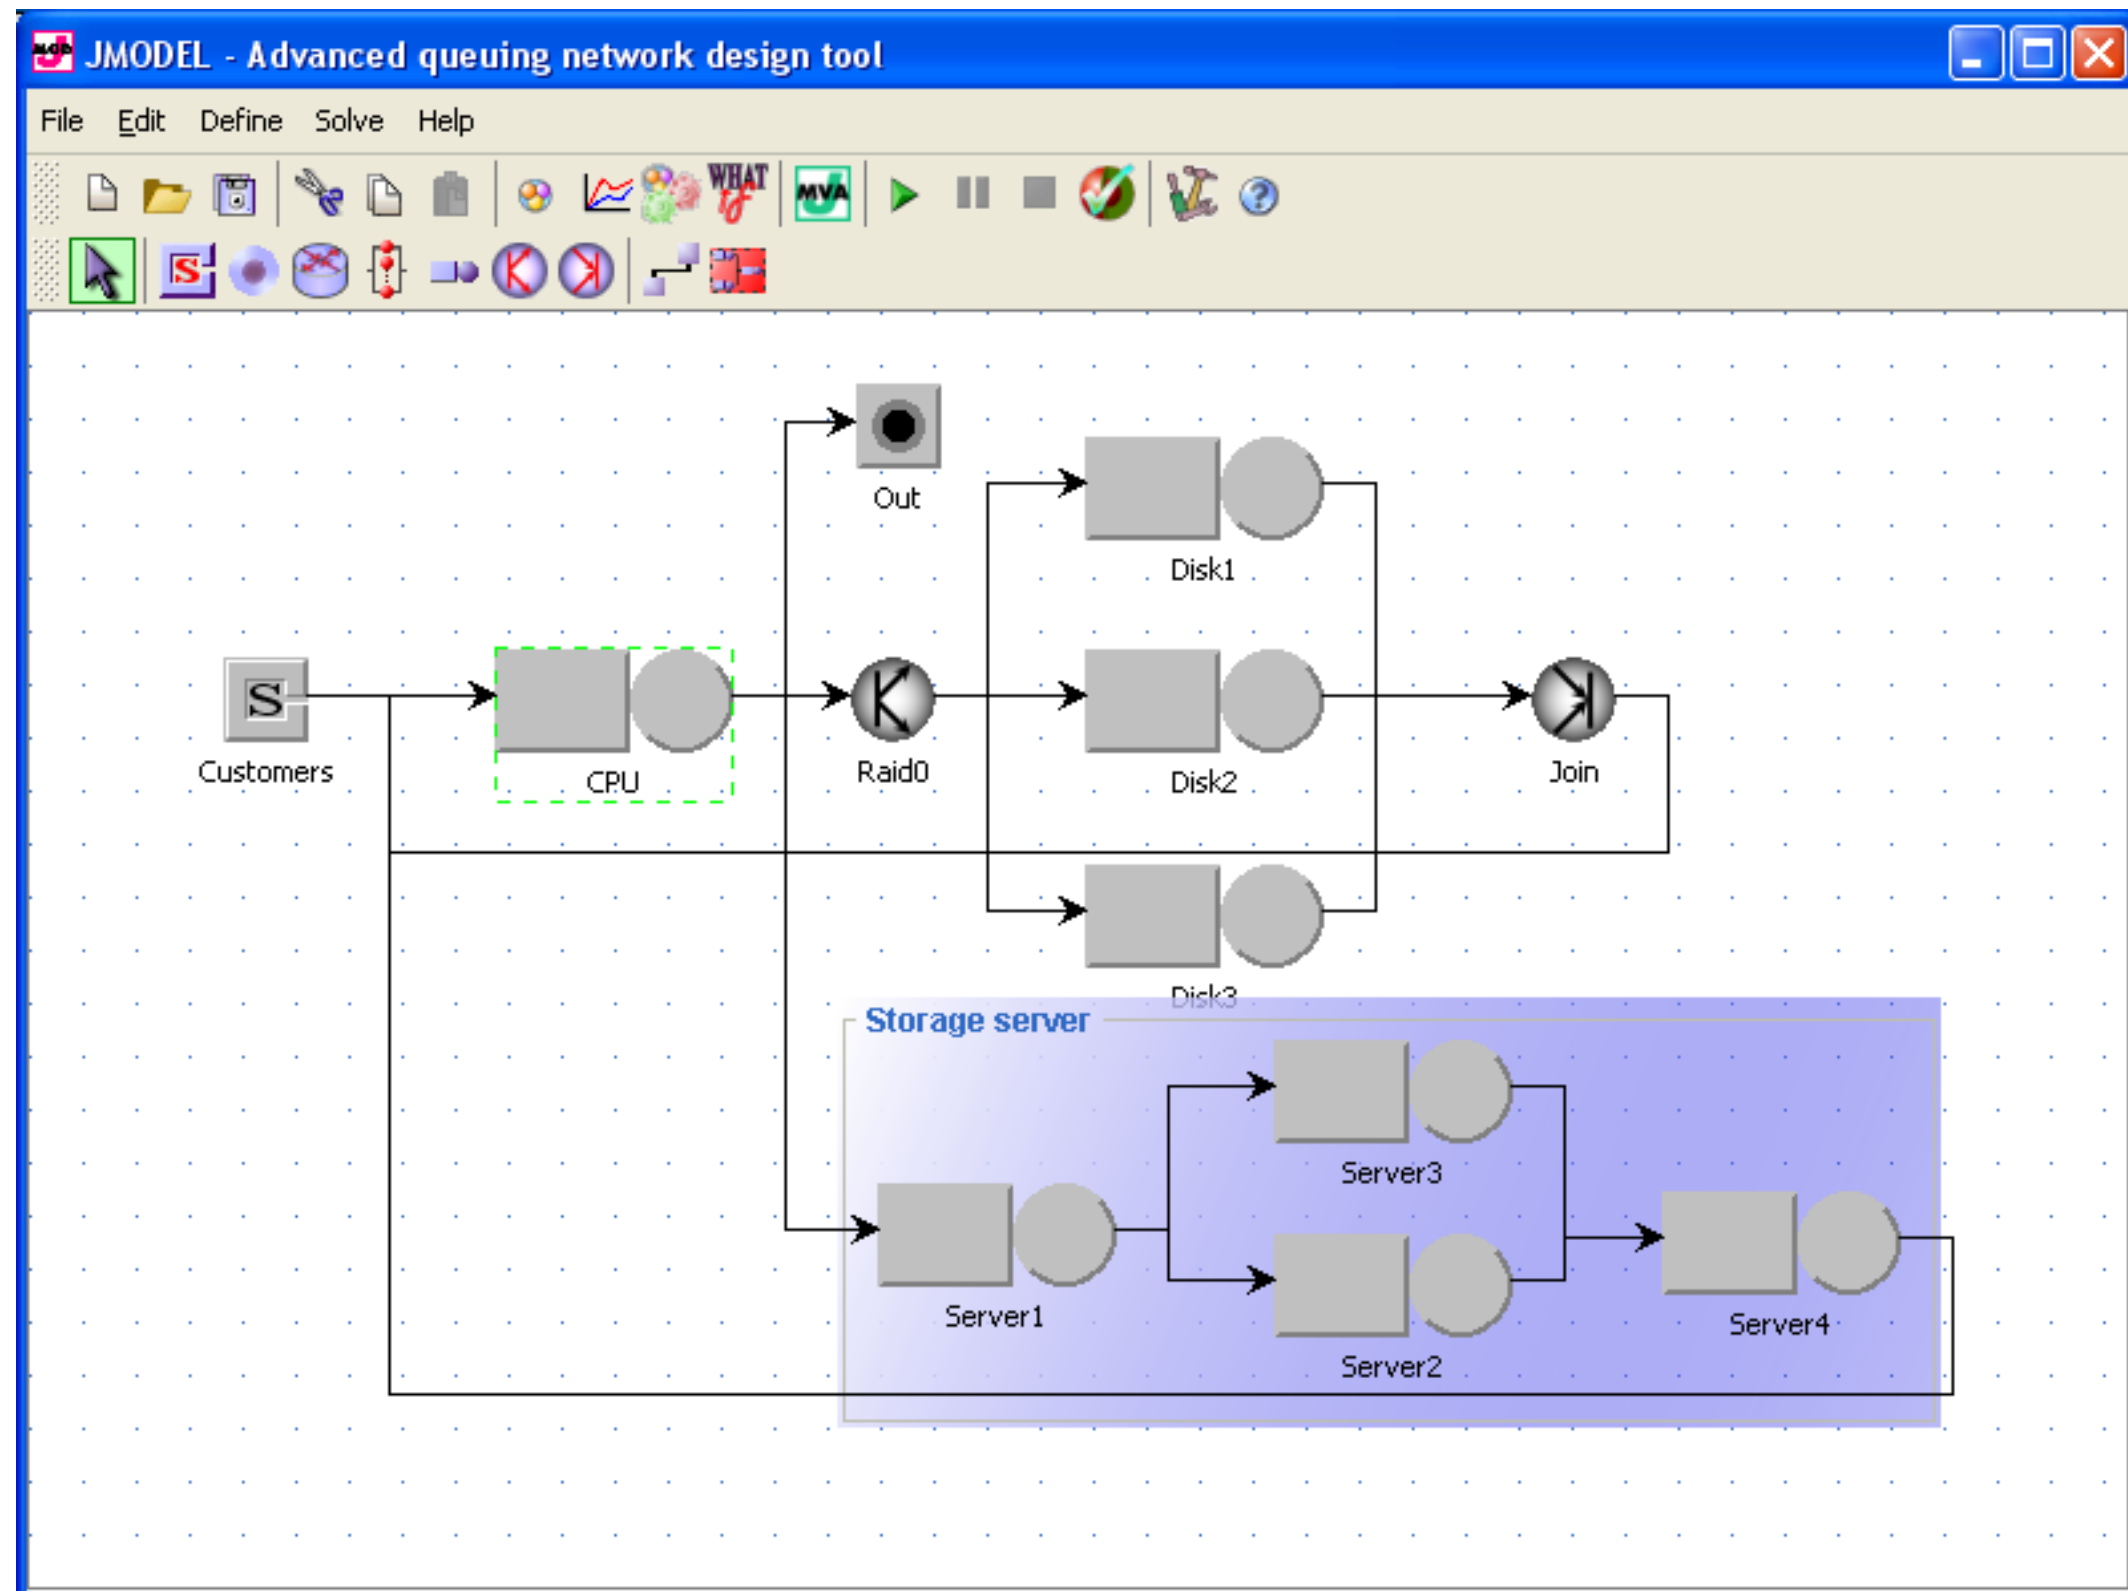 JMODEL - Advanced queuing network design tool
File Edit Define Solve Help
WHAT
if
MVA
S
Out
Disk1
S
Customers
CPU
Raid0
Disk2
Join
Disk3
Storage server
Server3
Server1
Server4
Server2